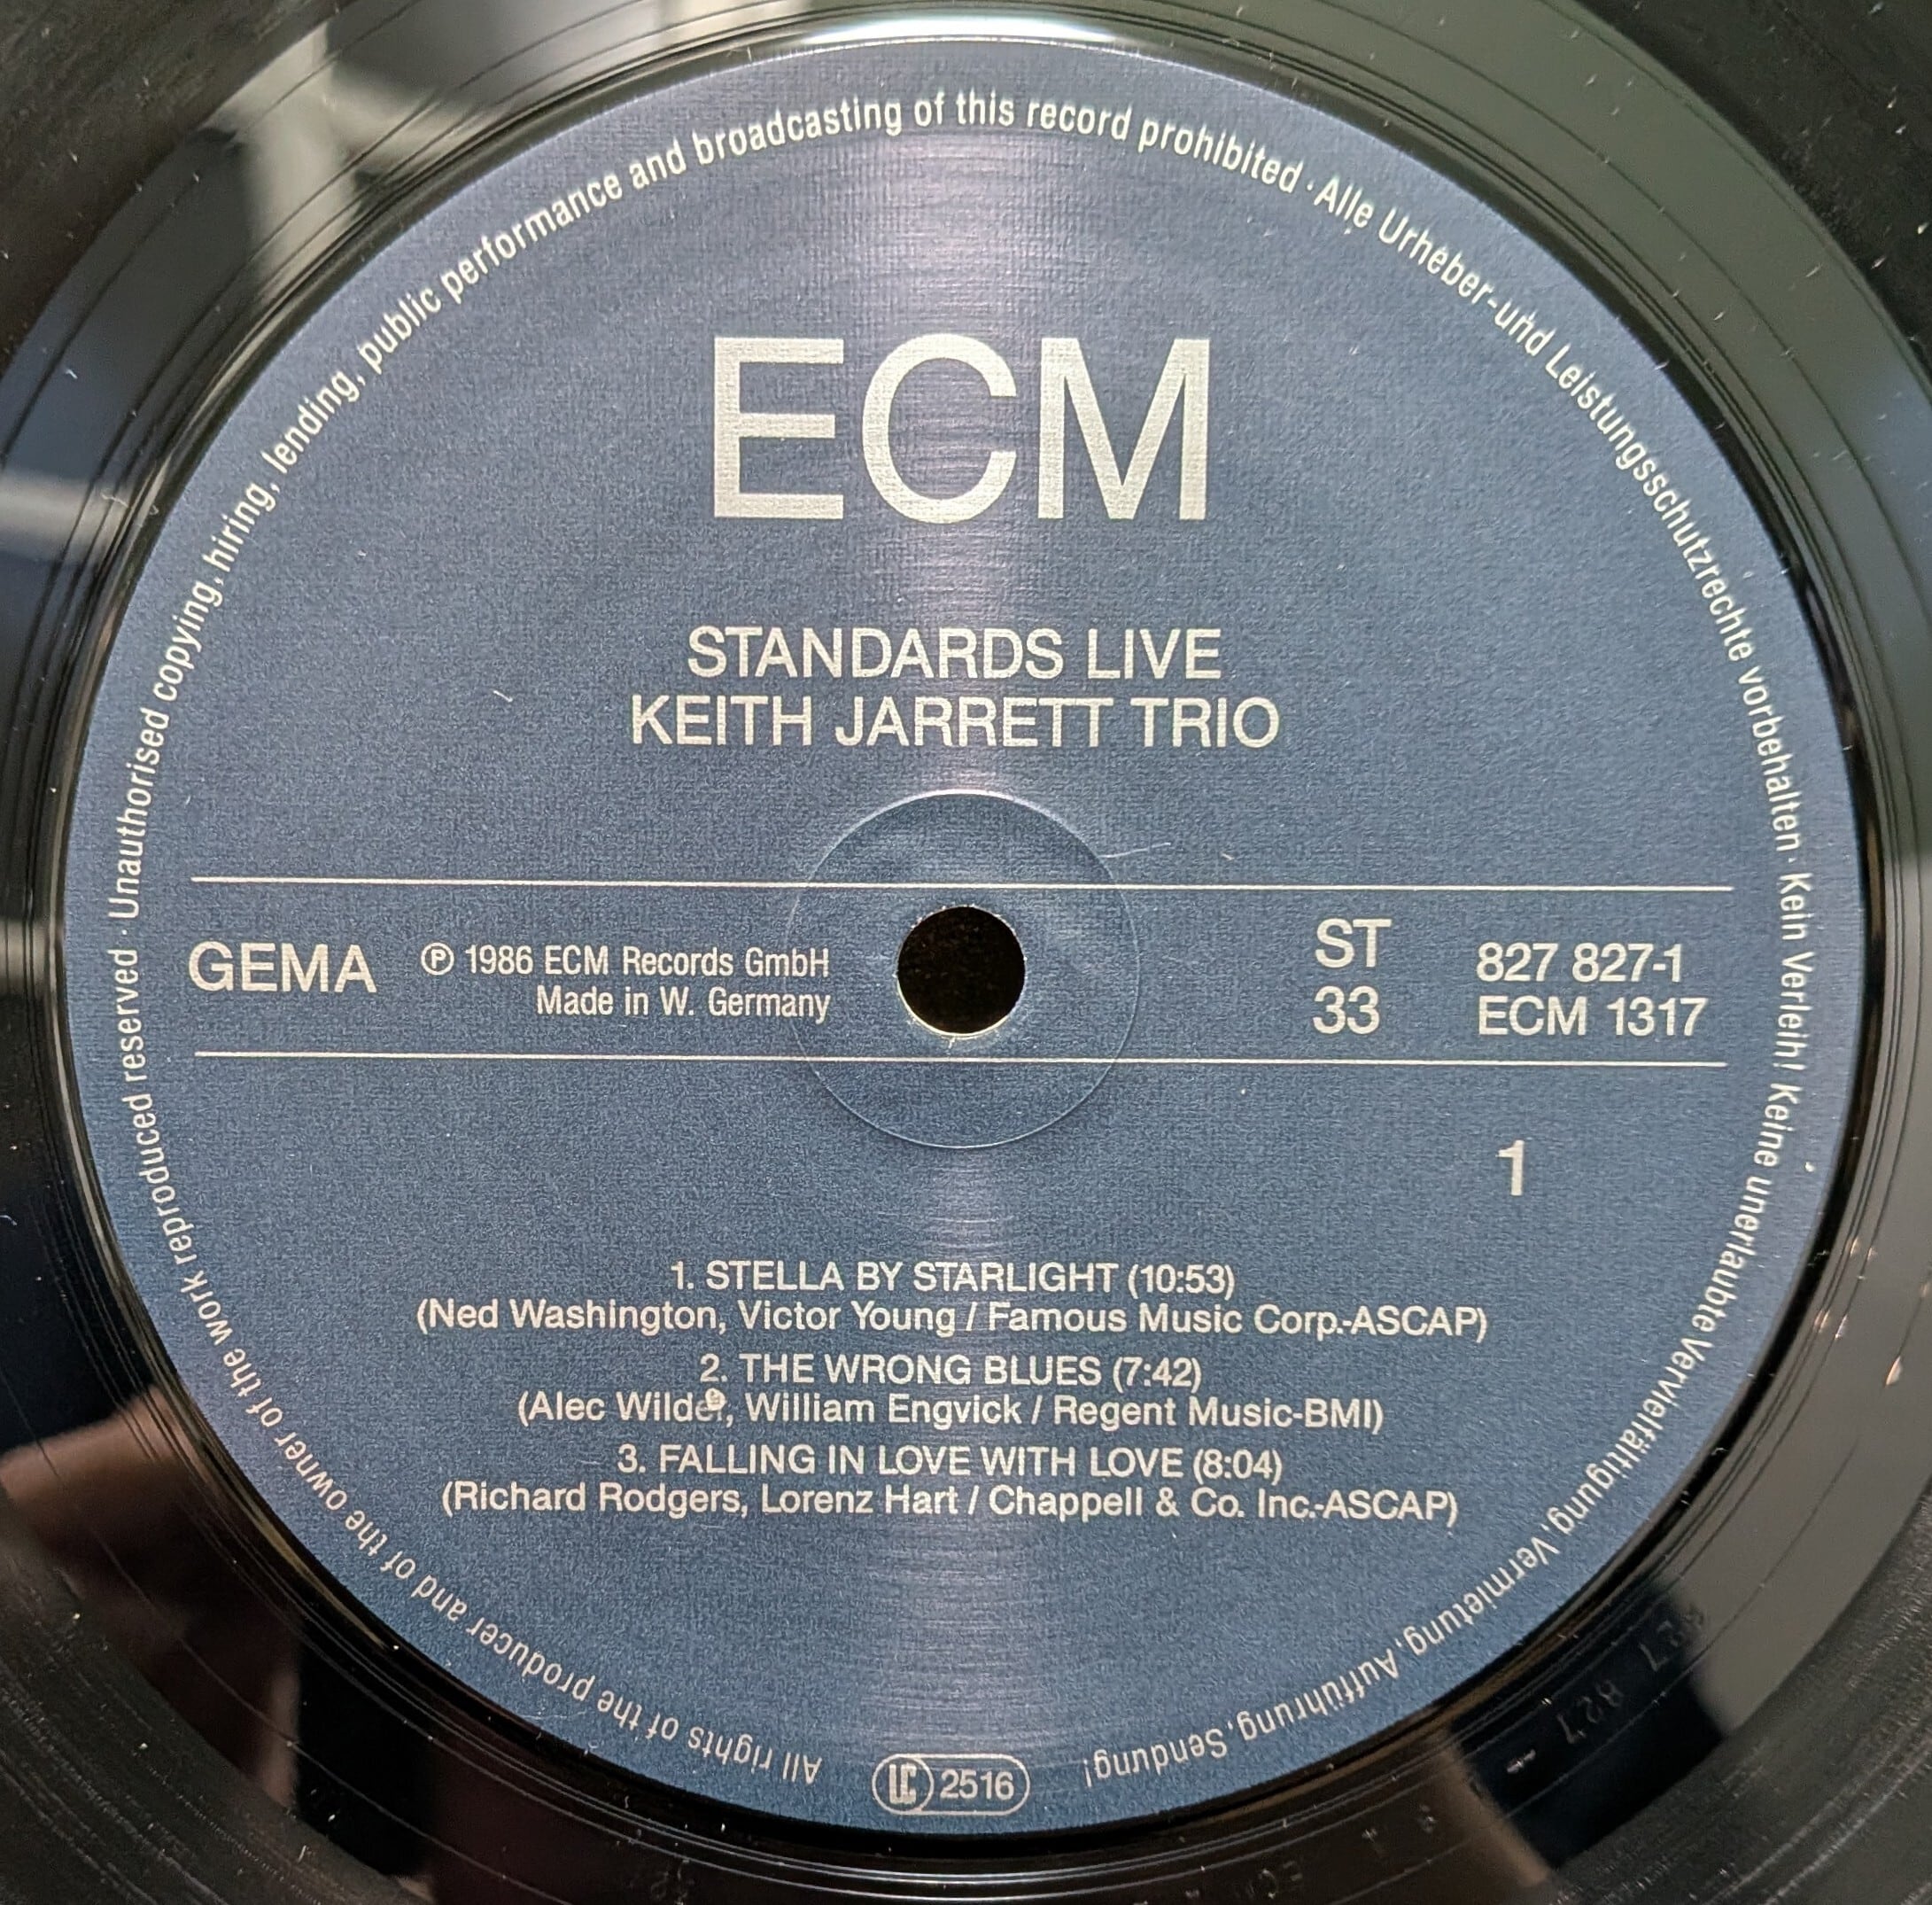 ECM
STANDARDS LIVE
KEITH JARRETT TRIO
GEMA
℗ 1986 ECM Records GmbH
Made in W. Germany
ST
33
827 827-1
ECM 1317
1
1. STELLA BY STARLIGHT (10:53)
(Ned Washington, Victor Young / Famous Music Corp.-ASCAP)
2. THE WRONG BLUES (7:42)
(Alec Wilder, William Engvick / Regent Music-BMI)
3. FALLING IN LOVE WITH LOVE (8:04)
(Richard Rodgers, Lorenz Hart / Chappell & Co. Inc.-ASCAP)
All rights of the producer and of the owner of the work reproduced reserved · Unauthorised copying, hiring, lending, public performance and broadcasting of this record prohibited · Alle Urheber-und Leistungsschutzrechte vorbehalten · Kein Verleih! Keine unerlaubte Vervielfältigung, Vermietung, Aufführung, Sendung!
LC 2516